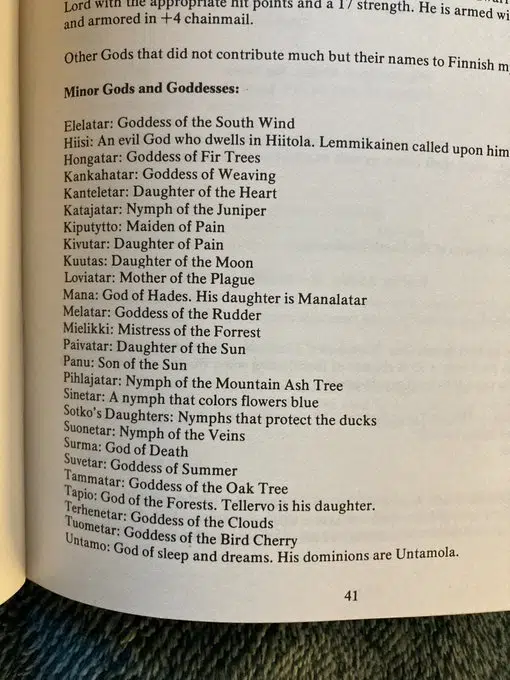 Lord with the appropriate hit points and a 17 strength. He is armed
and armored in +4 chainmail.
Other Gods that did not contribute much but their names to Finnish
Minor Gods and Goddesses:
Elelatar: Goddess of the South Wind
Hiisi: An evil God who dwells in Hiitola. Lemmikainen called upon him
Hongatar: Goddess of Fir Trees
Kankahatar: Goddess of Weaving
Kanteletar: Daughter of the Heart
Katajatar: Nymph of the Juniper
Kiputytto: Maiden of Pain
Kivutar: Daughter of Pain
Kuutas: Daughter of the Moon
Loviatar: Mother of the Plague
Mana: God of Hades. His daughter is Manalatar
Melatar: Goddess of the Rudder
Mielikki: Mistress of the Forrest
Paivatar: Daughter of the Sun
Panu: Son of the Sun
Pihlajatar: Nymph of the Mountain Ash Tree
Sinetar: A nymph that colors flowers blue
Sotko's Daughters: Nymphs that protect the ducks
Suonetar: Nymph of the Veins
Surma: God of Death
Suvetar: Goddess of Summer
Tammatar: Goddess of the Oak Tree
Tapio: God of the Forests. Tellervo is his daughter.
Terhenetar: Goddess of the Clouds
Tuometar: Goddess of the Bird Cherry
Untamo: God of sleep and dreams. His dominions are Untamola.
41